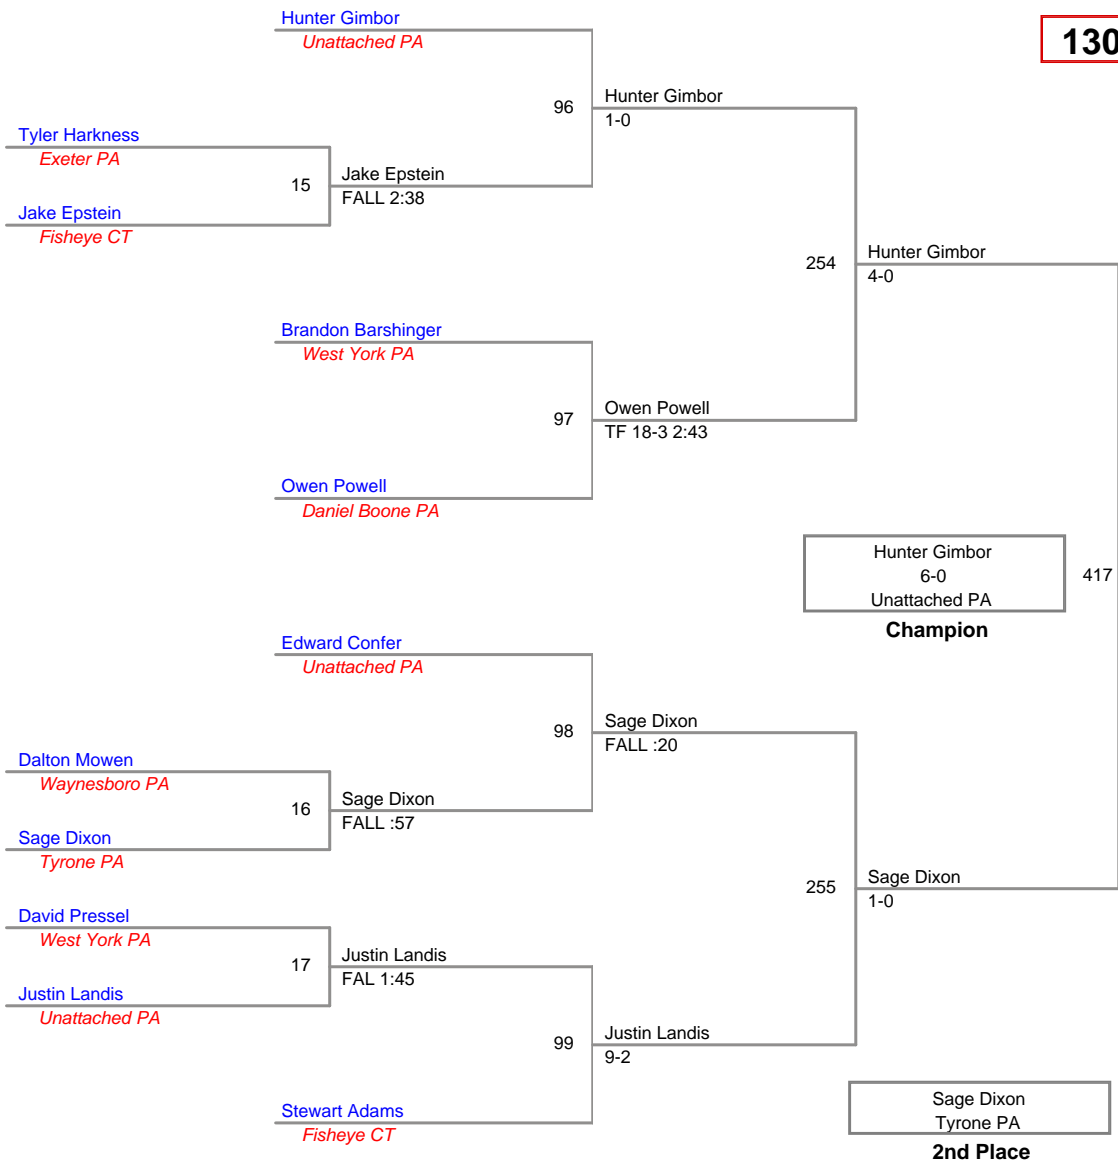 Hunter Gimbor
Unattached PA
130
96
Hunter Gimbor
1-0
Tyler Harkness
Exeter PA
15
Jake Epstein
FALL 2:38
Jake Epstein
Fisheye CT
254
Hunter Gimbor
4-0
Brandon Barshinger
West York PA
97
Owen Powell
TF 18-3 2:43
Owen Powell
Daniel Boone PA
Hunter Gimbor
6-0
Unattached PA
417
Champion
Edward Confer
Unattached PA
98
Sage Dixon
FALL :20
Dalton Mowen
Waynesboro PA
16
Sage Dixon
FALL :57
Sage Dixon
Tyrone PA
255
Sage Dixon
1-0
David Pressel
West York PA
17
Justin Landis
FAL 1:45
Justin Landis
Unattached PA
99
Justin Landis
9-2
Stewart Adams
Fisheye CT
Sage Dixon
Tyrone PA
2nd Place